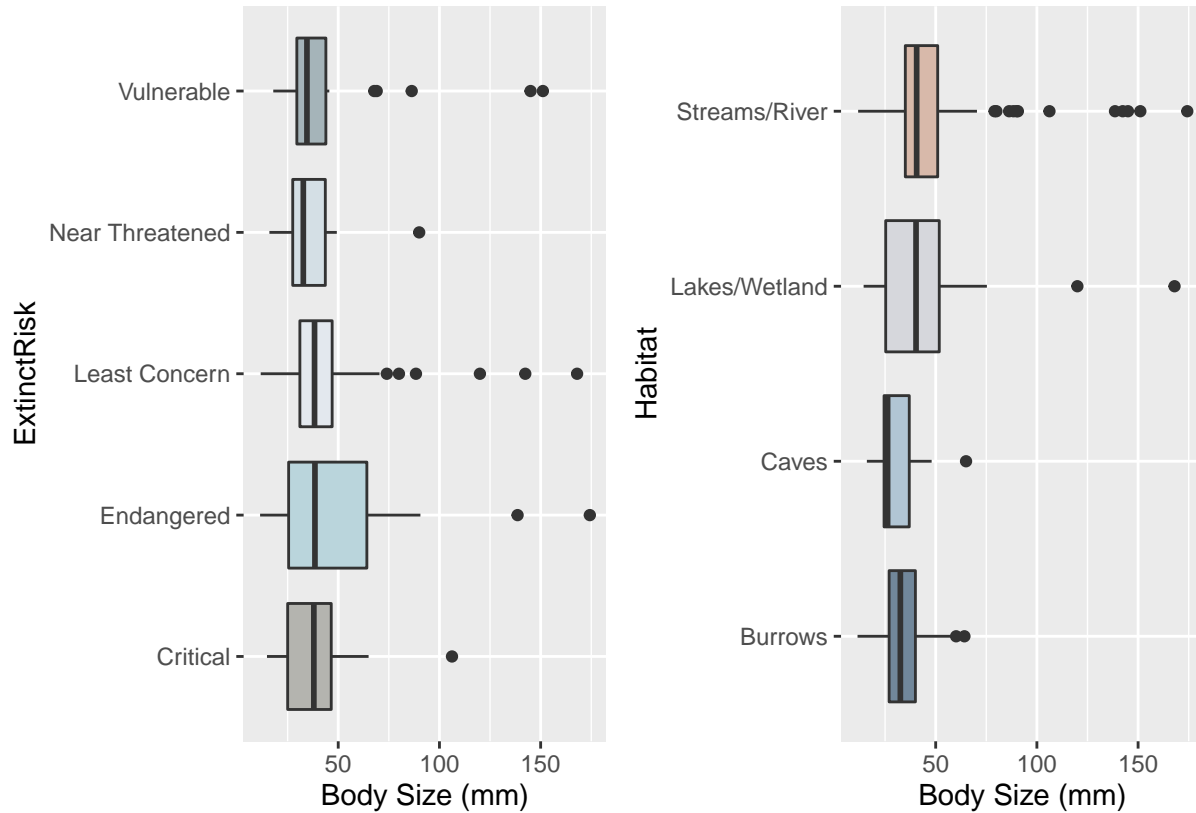 ExtinctRisk
Vulnerable
Near Threatened
Least Concern
Endangered
Critical
50 100 150
Body Size (mm)
Habitat
Streams/River
Lakes/Wetland
Caves
Burrows
50 100 150
Body Size (mm)